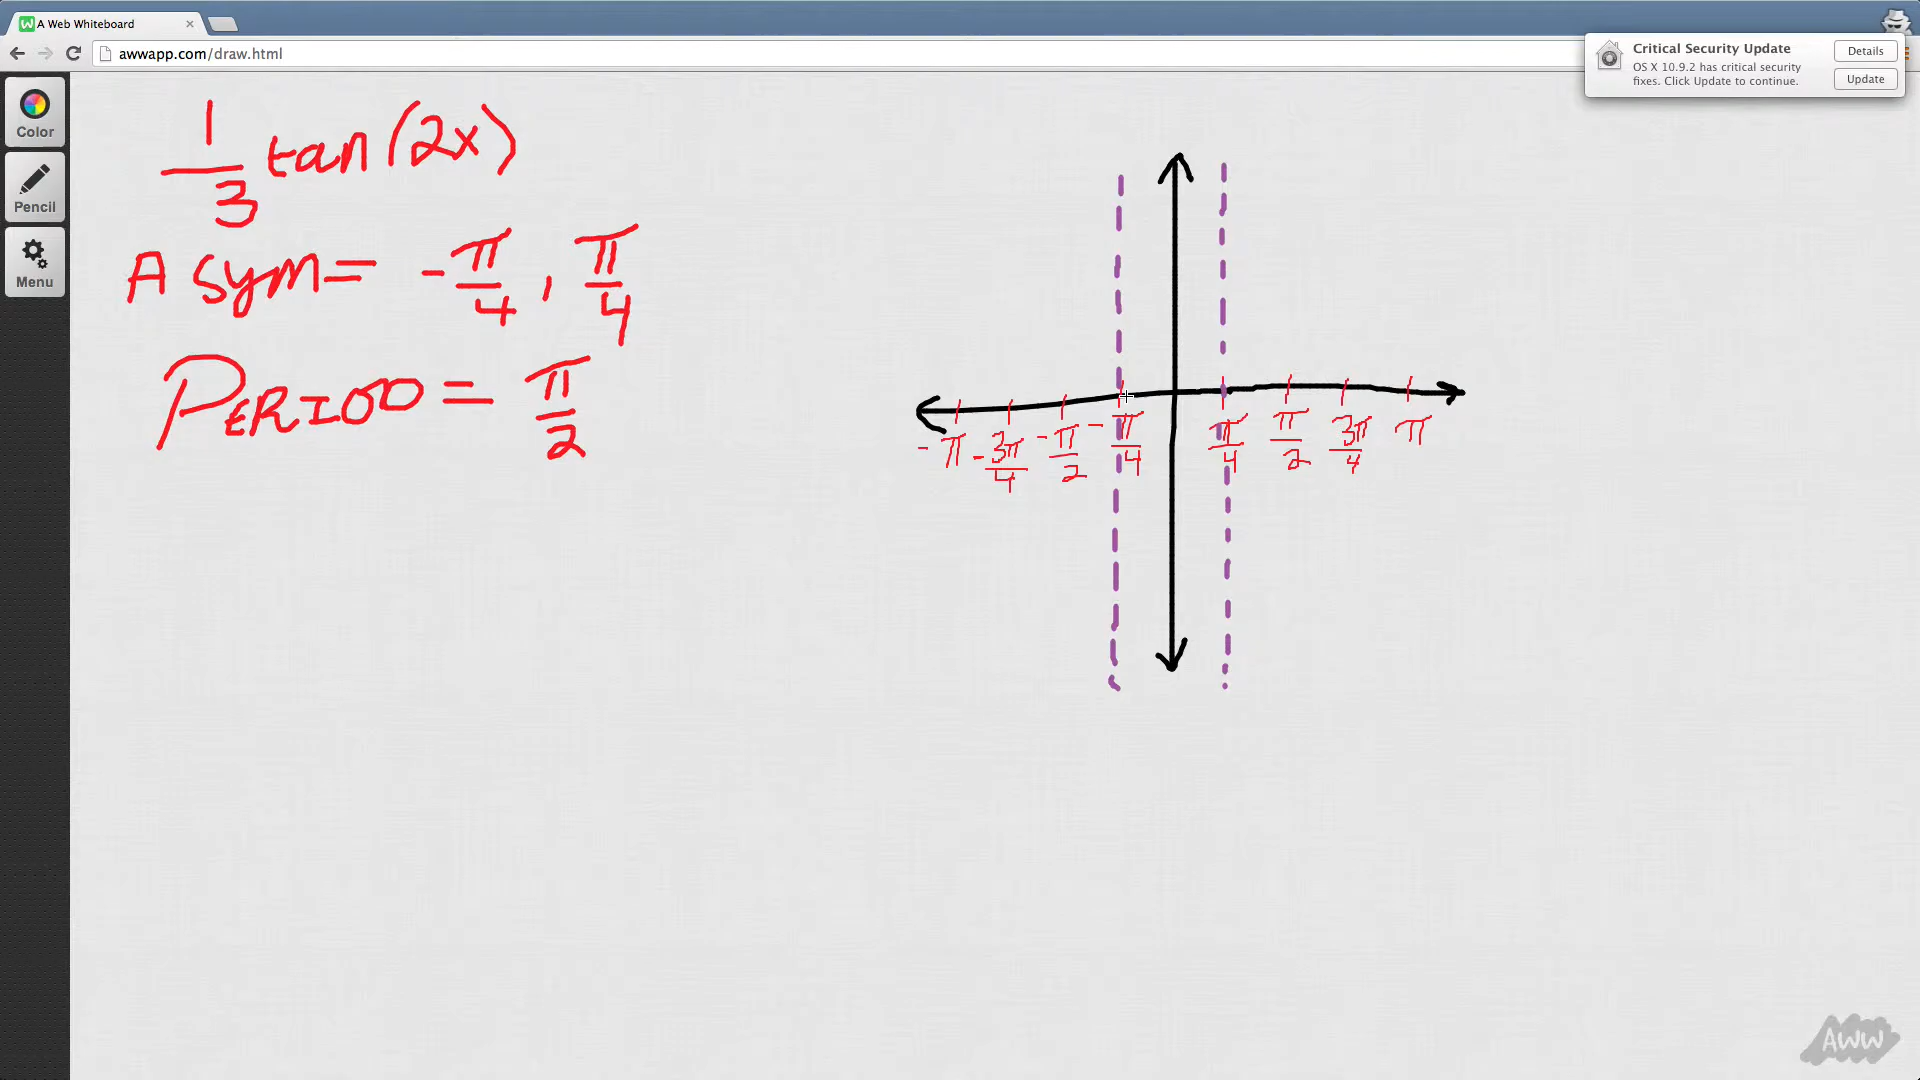 A Web Whiteboard
awwapp.com/draw.html
Critical Security Update
OS X 10.9.2 has critical security
fixes. Click Update to continue.
Details
Update
Color
Pencil
Menu
1/3 tan(2x)
ASym= -π/4, π/4
PERIOD = π/2
-π -3π/4 -π/2 -π/4 π/4 π/2 3π/4 π
AWW